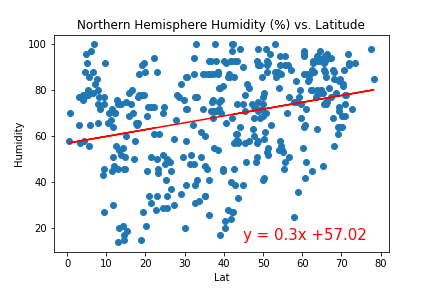 Northern Hemisphere Humidity (%) vs. Latitude
100
80
60
40
20
Humidity
y = 0.3x +57.02
0 10 20 30 40 50 60 70 80
Lat